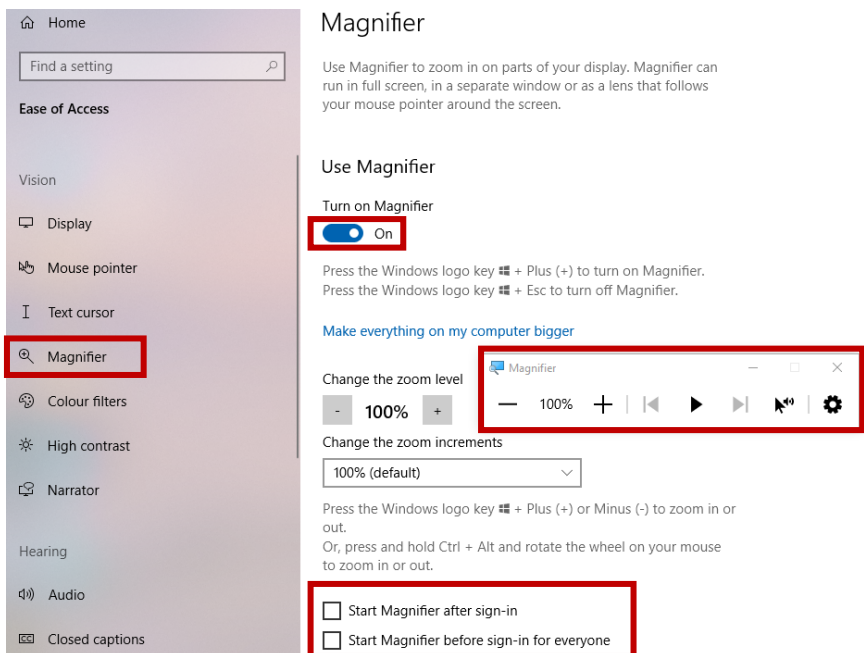 Home
Find a setting
Ease of Access
Vision
Display
Mouse pointer
Text cursor
Magnifier
Colour filters
High contrast
Narrator
Hearing
Audio
Closed captions
Magnifier
Use Magnifier to zoom in on parts of your display. Magnifier can
run in full screen, in a separate window or as a lens that follows
your mouse pointer around the screen.
Use Magnifier
Turn on Magnifier
On
Press the Windows logo key + Plus (+) to turn on Magnifier.
Press the Windows logo key + Esc to turn off Magnifier.
Make everything on my computer bigger
Change the zoom level
- 100% +
Magnifier
100%
Change the zoom increments
100% (default)
Press the Windows logo key + Plus (+) or Minus (-) to zoom in or
out.
Or, press and hold Ctrl + Alt and rotate the wheel on your mouse
to zoom in or out.
Start Magnifier after sign-in
Start Magnifier before sign-in for everyone